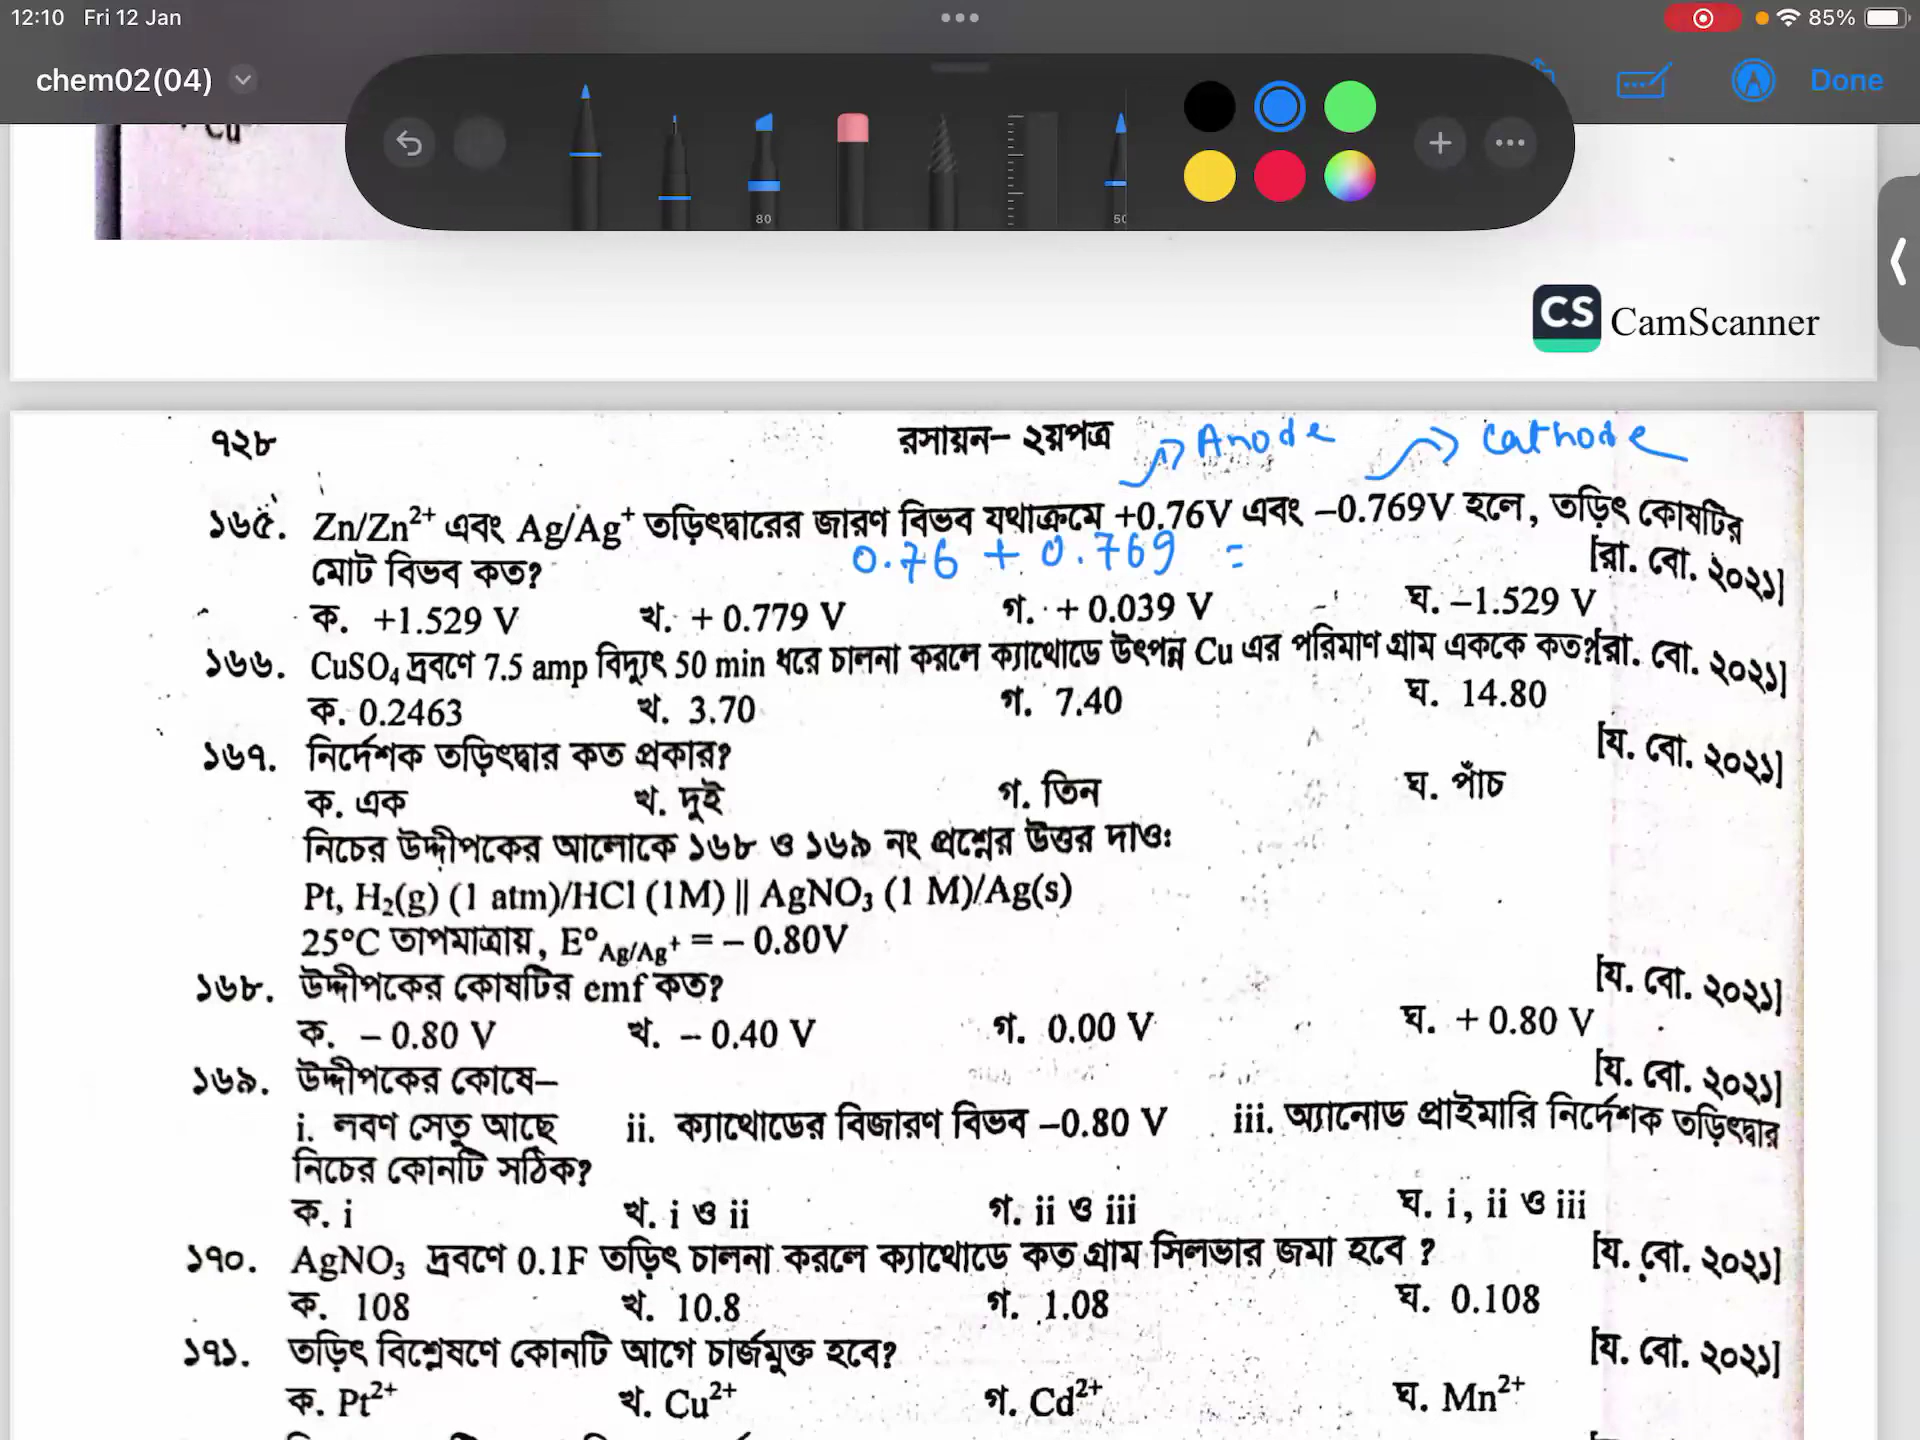 12:10 Fri 12 Jan
85%
chem02(04)
Done
80
50
Cu
CS CamScanner
৭২৮ রসায়ন– ২য়পত্র Anode Cathode
১৬৫. Zn/Zn²⁺ এবং Ag/Ag⁺ তড়িৎদ্বারের জারণ বিভব যথাক্রমে +0.76V এবং −0.769V হলে, তড়িৎ কোষটির
মোট বিভব কত? [রা. বো. ২০২১]
0.76 + 0.769 =
ক. +1.529 V খ. + 0.779 V গ. + 0.039 V ঘ. −1.529 V
১৬৬. CuSO₄ দ্রবণে 7.5 amp বিদ্যুৎ 50 min ধরে চালনা করলে ক্যাথোডে উৎপন্ন Cu এর পরিমাণ গ্রাম এককে কত? [রা. বো. ২০২১]
ক. 0.2463 খ. 3.70 গ. 7.40 ঘ. 14.80
১৬৭. নির্দেশক তড়িৎদ্বার কত প্রকার? [য. বো. ২০২১]
ক. এক খ. দুই গ. তিন ঘ. পাঁচ
নিচের উদ্দীপকের আলোকে ১৬৮ ও ১৬৯ নং প্রশ্নের উত্তর দাও:
Pt, H₂(g) (1 atm)/HCl (1M) || AgNO₃ (1 M)/Ag(s)
25°C তাপমাত্রায়, E°Ag/Ag⁺ = − 0.80V
১৬৮. উদ্দীপকের কোষটির emf কত? [য. বো. ২০২১]
ক. − 0.80 V খ. − 0.40 V গ. 0.00 V ঘ. + 0.80 V
১৬৯. উদ্দীপকের কোষে– [য. বো. ২০২১]
i. লবণ সেতু আছে ii. ক্যাথোডের বিজারণ বিভব −0.80 V iii. অ্যানোড প্রাইমারি নির্দেশক তড়িৎদ্বার
নিচের কোনটি সঠিক?
ক. i খ. i ও ii গ. ii ও iii ঘ. i, ii ও iii
১৭০. AgNO₃ দ্রবণে 0.1F তড়িৎ চালনা করলে ক্যাথোডে কত গ্রাম সিলভার জমা হবে ? [য. বো. ২০২১]
ক. 108 খ. 10.8 গ. 1.08 ঘ. 0.108
১৭১. তড়িৎ বিশ্লেষণে কোনটি আগে চার্জমুক্ত হবে? [য. বো. ২০২১]
ক. Pt²⁺ খ. Cu²⁺ গ. Cd²⁺ ঘ. Mn²⁺